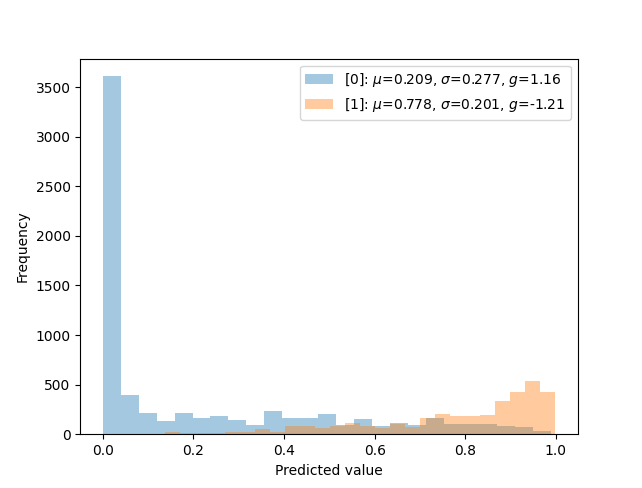 [0]: μ=0.209, σ=0.277, g=1.16
[1]: μ=0.778, σ=0.201, g=-1.21
3500
3000
2500
2000
1500
1000
500
0
Frequency
0.0 0.2 0.4 0.6 0.8 1.0
Predicted value